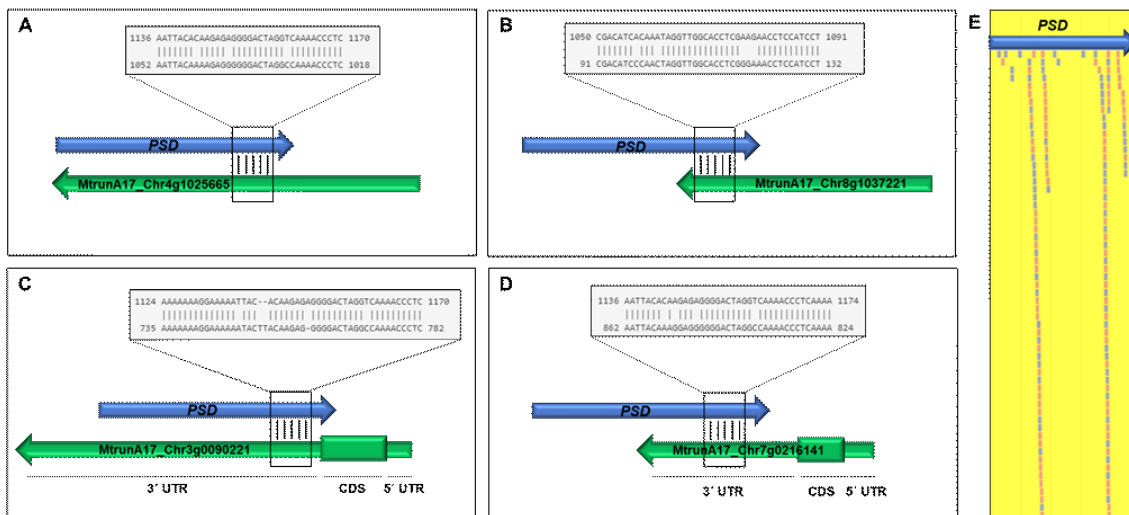 A
1136 AATTACACAAGAGAGGGGACTAGGTCAAAACCCTC 1170
1052 AATTACAAAAGAGGGGGGACTAGGCCAAAACCCTC 1018
PSD
MtrunA17_Chr4g1025665
B
1050 CGACATCACAAATAGGTTGGCACCTCGAAGAACCTCCATCCT 1091
91 CGACATCCCAACTAGGTTGGCACCTCGGGAAACCTCCATCCT 132
PSD
MtrunA17_Chr8g1037221
C
1124 AAAAAAAGGAAAAATTAC--ACAAGAGAGGGGACTAGGTCAAAACCCTC 1170
735 AAAAAAAGGAAAAAATACTTACAAGAG-GGGGACTAGGCCAAAACCCTC 782
PSD
MtrunA17_Chr3g0090221
3´ UTR CDS 5´ UTR
D
1136 AATTACACAAGAGAGGGGACTAGGTCAAAACCCTCAAAA 1174
862 AATTACAAAGGAGGGGGGACTAGGCCAAAACCCTCAAAA 824
PSD
MtrunA17_Chr7g0216141
3´ UTR CDS 5´ UTR
E
PSD